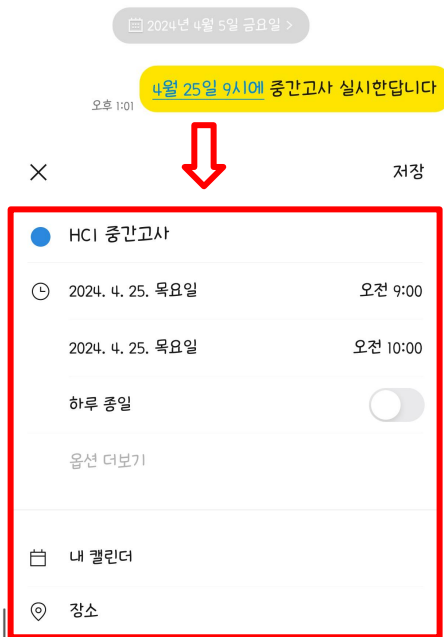 2024년 4월 5일 금요일 >
4월 25일 9시에 중간고사 실시한답니다
오후 1:01
저장
HCI 중간고사
2024. 4. 25. 목요일 오전 9:00
2024. 4. 25. 목요일 오전 10:00
하루 종일
옵션 더보기
내 캘린더
장소